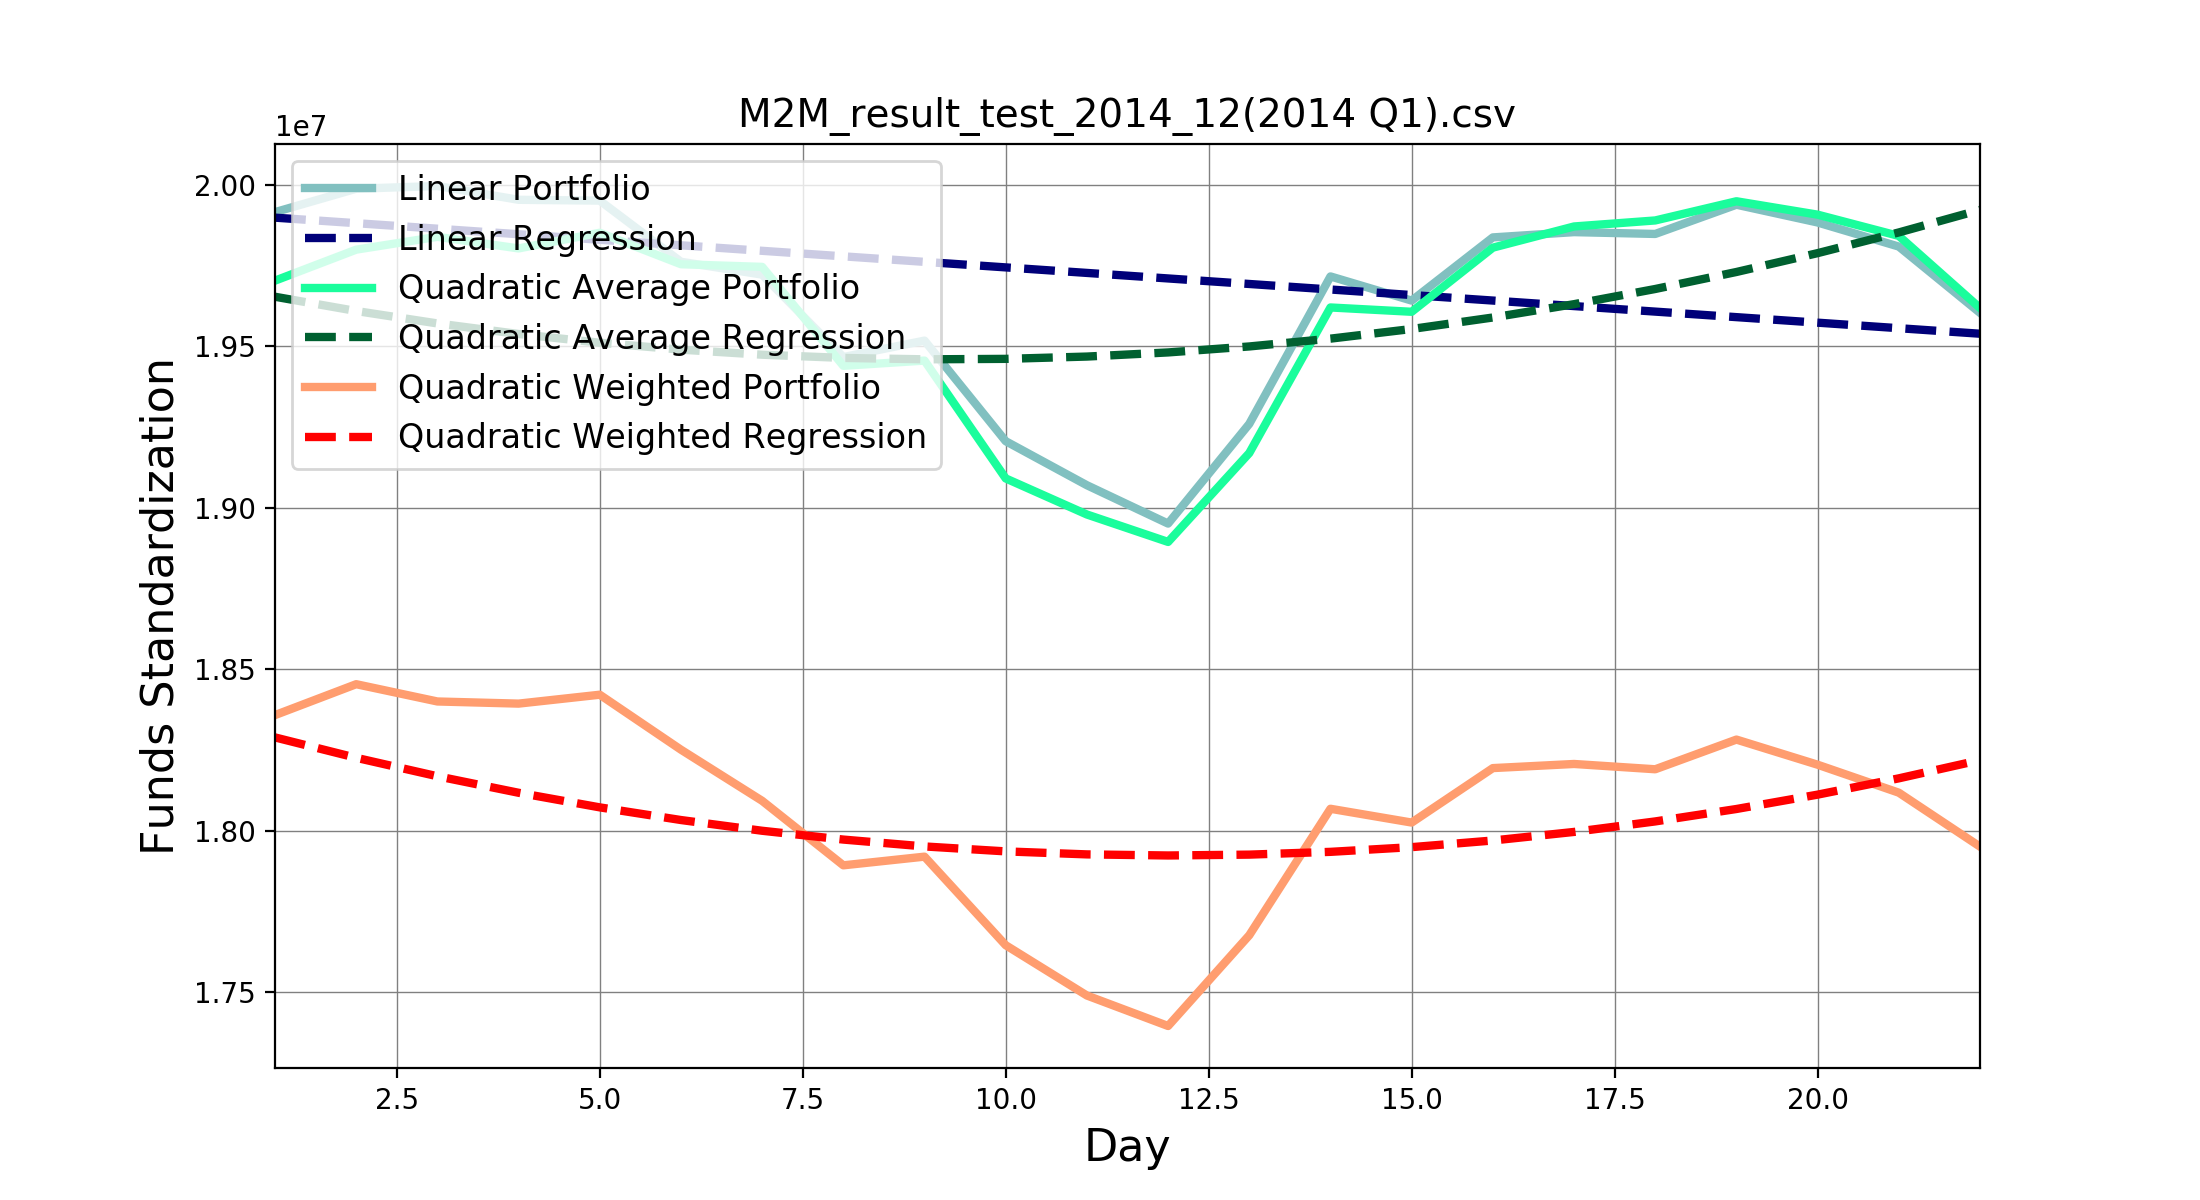 M2M_result_test_2014_12(2014 Q1).csv
1e7
2.00
1.95
1.90
1.85
1.80
1.75
Funds Standardization
Linear Portfolio
Linear Regression
Quadratic Average Portfolio
Quadratic Average Regression
Quadratic Weighted Portfolio
Quadratic Weighted Regression
2.5 5.0 7.5 10.0 12.5 15.0 17.5 20.0
Day